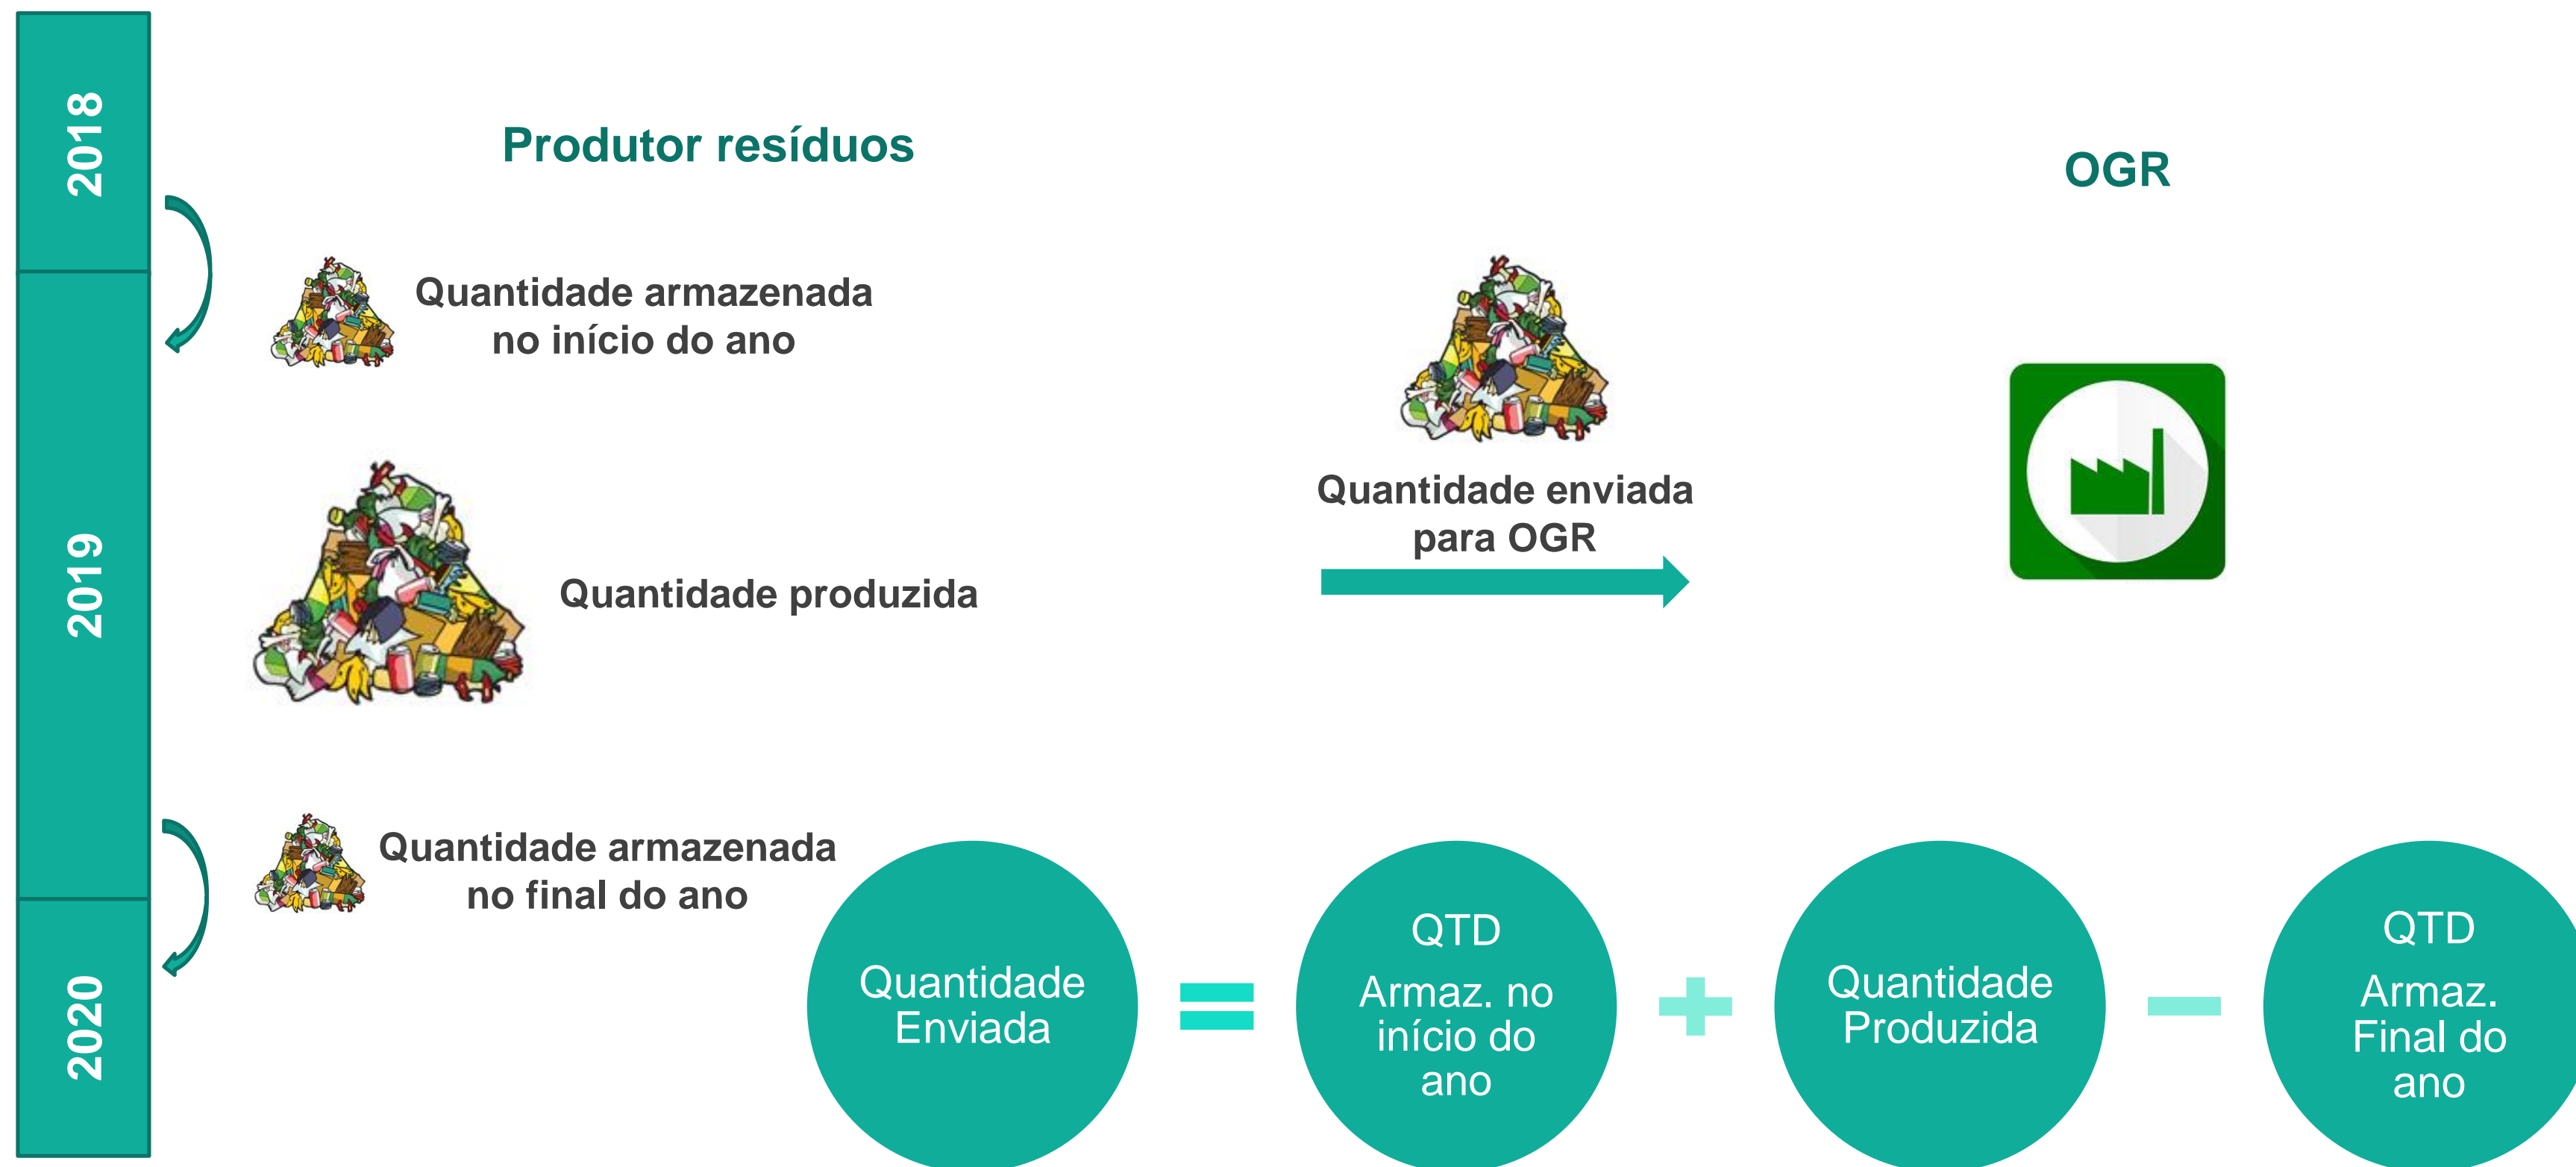 2018
2019
2020
Produtor resíduos
OGR
Quantidade armazenada
no início do ano
Quantidade enviada
para OGR
Quantidade produzida
Quantidade armazenada
no final do ano
Quantidade
Enviada
=
QTD
Armaz. no
início do
ano
+
Quantidade
Produzida
−
QTD
Armaz.
Final do
ano